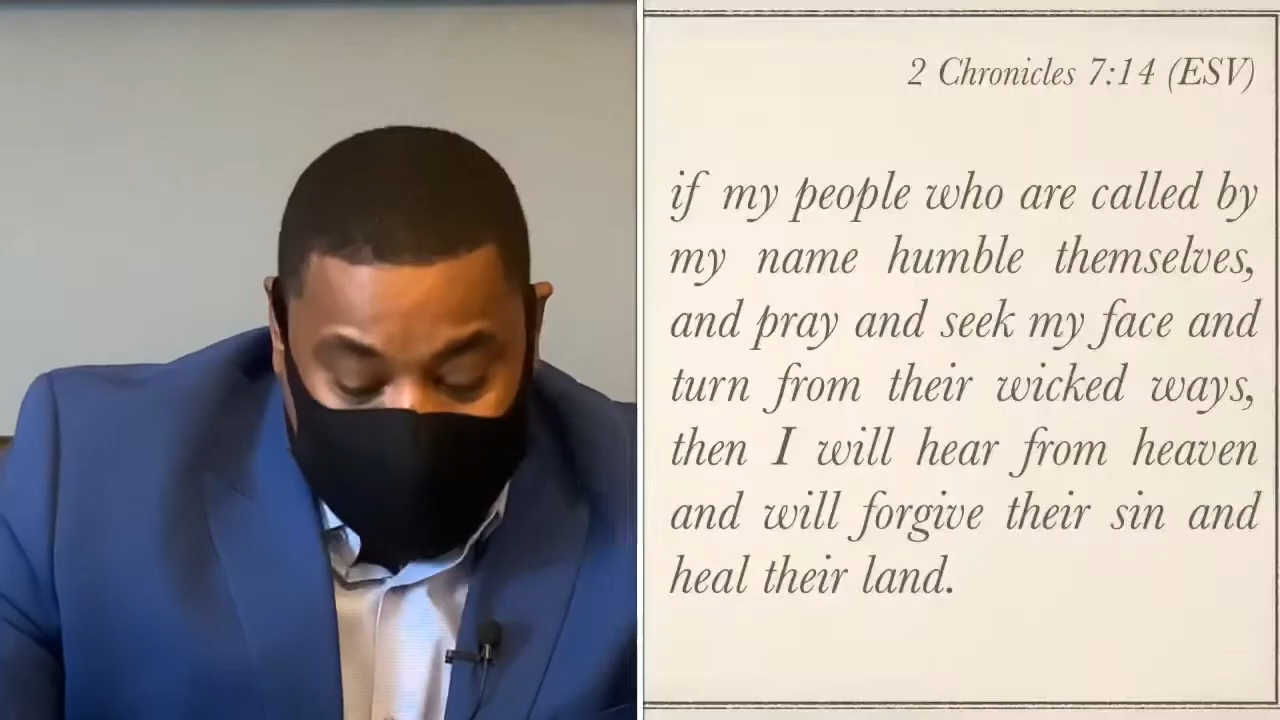 2 Chronicles 7:14 (ESV)
if my people who are called by
my name humble themselves,
and pray and seek my face and
turn from their wicked ways,
then I will hear from heaven
and will forgive their sin and
heal their land.